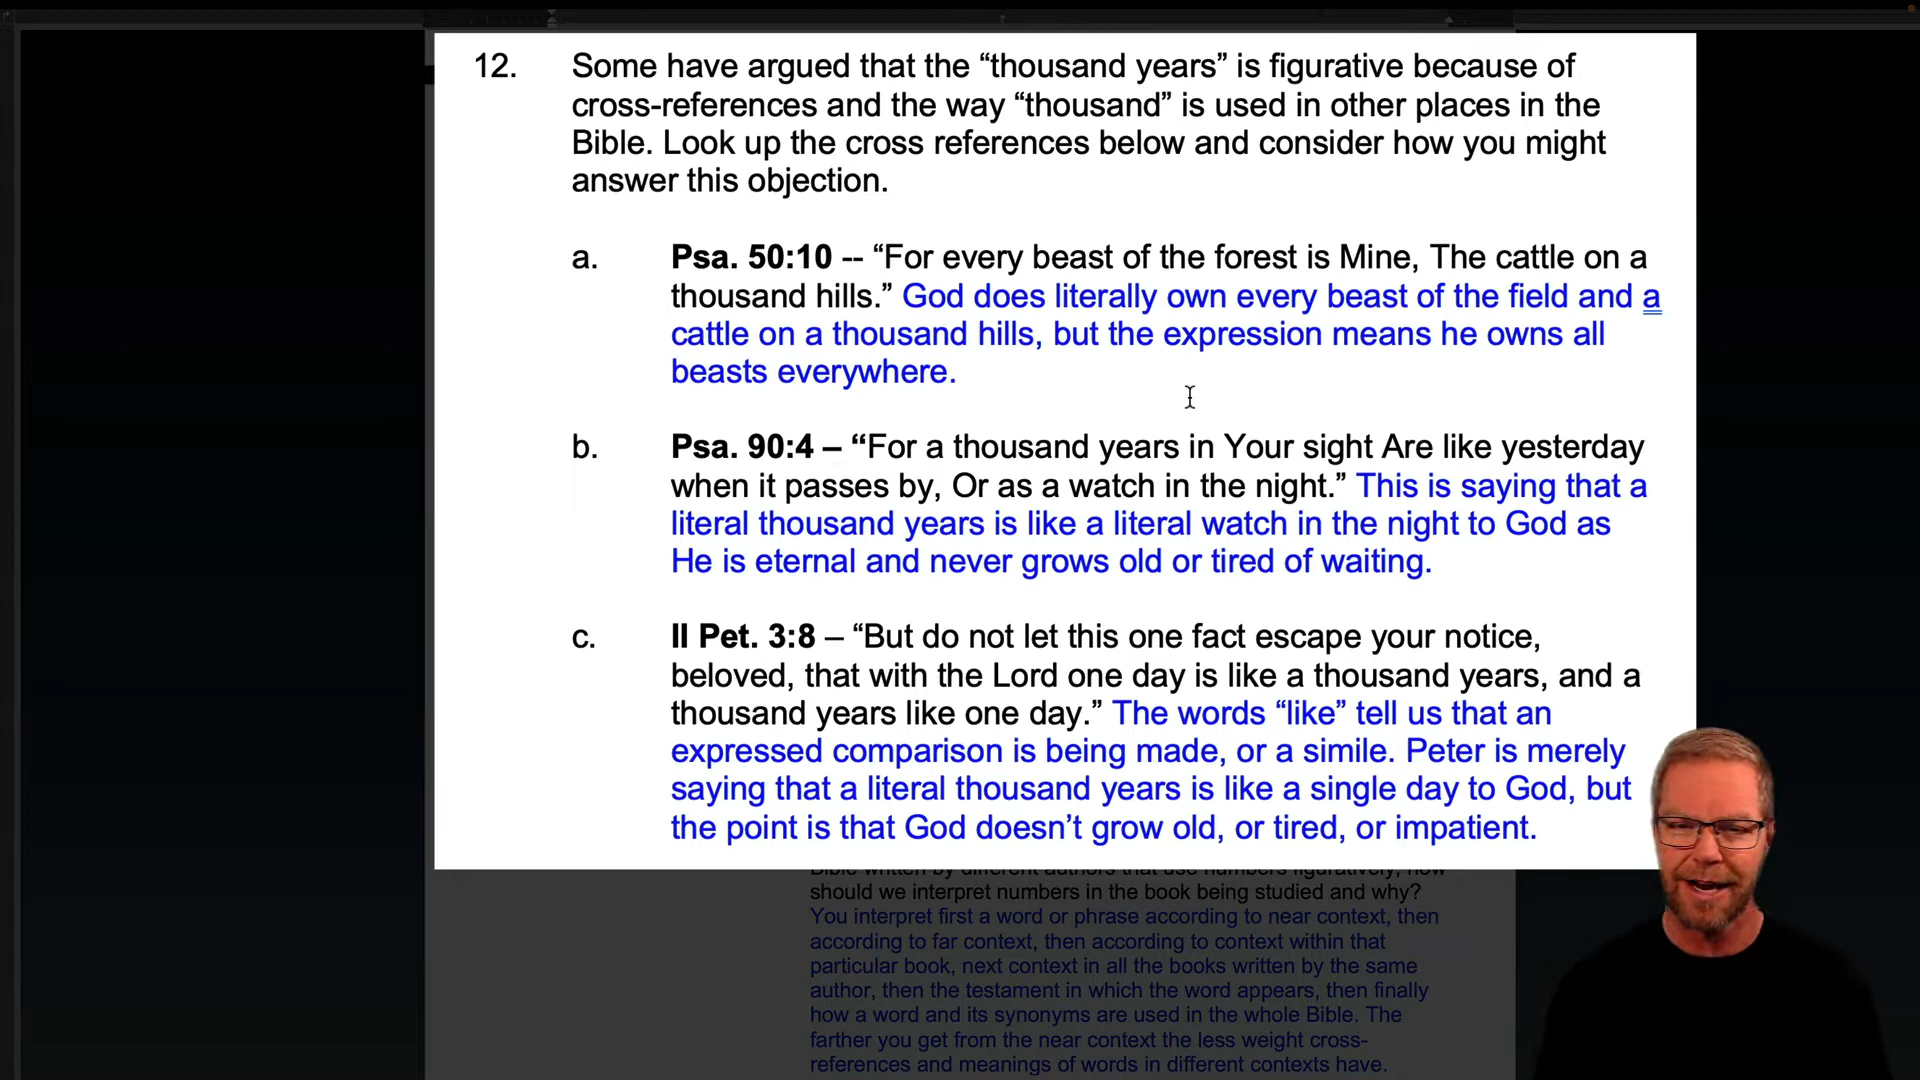 12. Some have argued that the “thousand years” is figurative because of
cross-references and the way “thousand” is used in other places in the
Bible. Look up the cross references below and consider how you might
answer this objection.
a. Psa. 50:10 -- “For every beast of the forest is Mine, The cattle on a
thousand hills.” God does literally own every beast of the field and a
cattle on a thousand hills, but the expression means he owns all
beasts everywhere.
b. Psa. 90:4 – “For a thousand years in Your sight Are like yesterday
when it passes by, Or as a watch in the night.” This is saying that a
literal thousand years is like a literal watch in the night to God as
He is eternal and never grows old or tired of waiting.
c. II Pet. 3:8 – “But do not let this one fact escape your notice,
beloved, that with the Lord one day is like a thousand years, and a
thousand years like one day.” The words “like” tell us that an
expressed comparison is being made, or a simile. Peter is merely
saying that a literal thousand years is like a single day to God, but
the point is that God doesn’t grow old, or tired, or impatient.
Bible written by different authors that use numbers figuratively, how
should we interpret numbers in the book being studied and why?
You interpret first a word or phrase according to near context, then
according to far context, then according to context within that
particular book, next context in all the books written by the same
author, then the testament in which the word appears, then finally
how a word and its synonyms are used in the whole Bible. The
farther you get from the near context the less weight cross-
references and meanings of words in different contexts have.